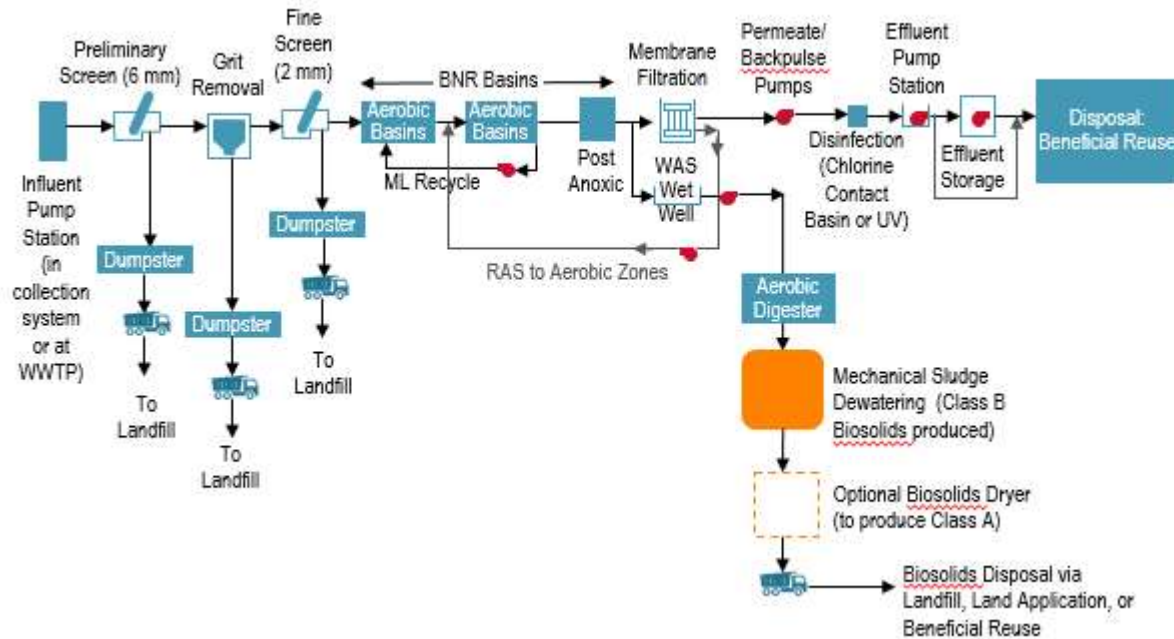 Preliminary
Screen (6 mm)
Grit
Removal
Fine
Screen
(2 mm)
BNR Basins
Membrane
Filtration
Permeate/
Backpulse
Pumps
Effluent
Pump
Station
Aerobic
Basins
Aerobic
Basins
ML Recycle
Post
Anoxic
WAS
Wet
Well
Disinfection
(Chlorine
Contact
Basin or UV)
Effluent
Storage
Disposal:
Beneficial Reuse
Influent
Pump
Station
(in
collection
system
or at
WWTP)
Dumpster
To
Landfill
Dumpster
To
Landfill
Dumpster
To
Landfill
RAS to Aerobic Zones
Aerobic
Digester
Mechanical Sludge
Dewatering (Class B
Biosolids produced)
Optional Biosolids Dryer
(to produce Class A)
Biosolids Disposal via
Landfill, Land Application, or
Beneficial Reuse